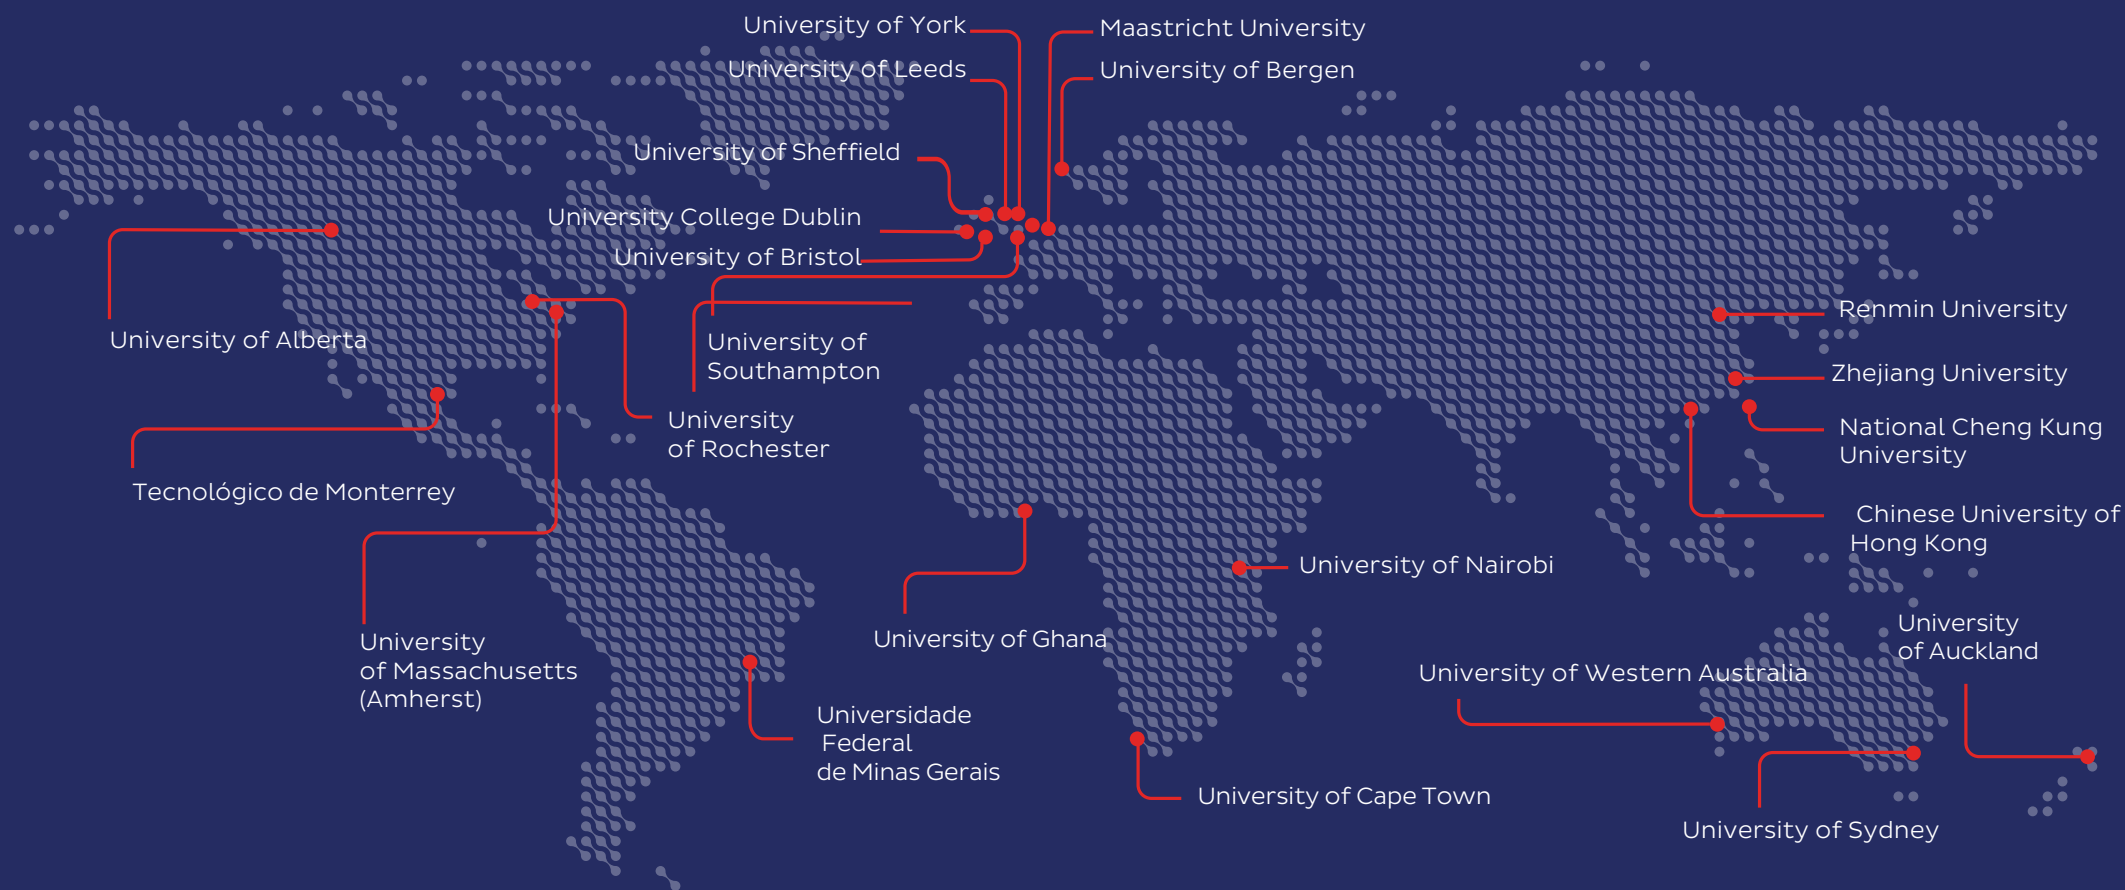 University of York
Maastricht University
University of Leeds
University of Bergen
University of Sheffield
University College Dublin
University of Bristol
Renmin University
University of Alberta
University of
Southampton
Zhejiang University
University
of Rochester
National Cheng Kung
University
Tecnológico de Monterrey
Chinese University of
Hong Kong
University of Nairobi
University of Ghana
University
of Auckland
University
of Massachusetts
(Amherst)
University of Western Australia
Universidade
Federal
de Minas Gerais
University of Cape Town
University of Sydney